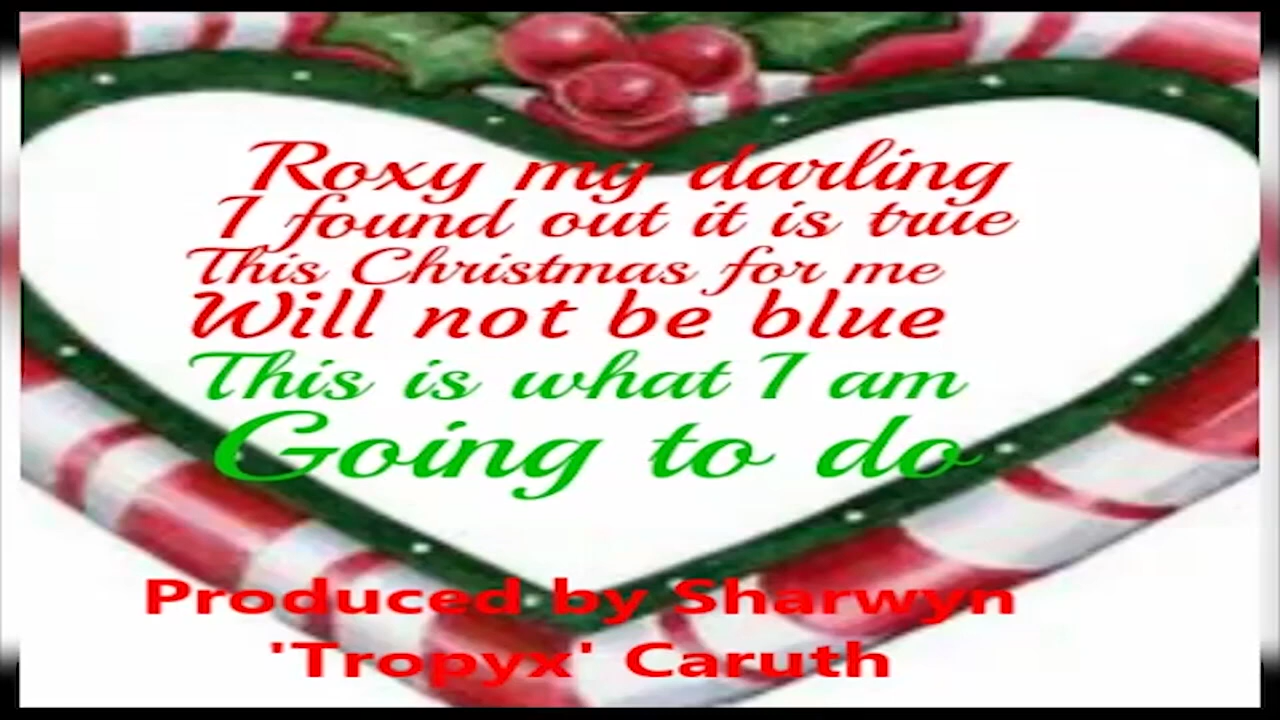 Roxy my darling
I found out it is true
This Christmas for me
Will not be blue
This is what I am
Going to do
Produced by Sharwyn
'Tropyx' Caruth